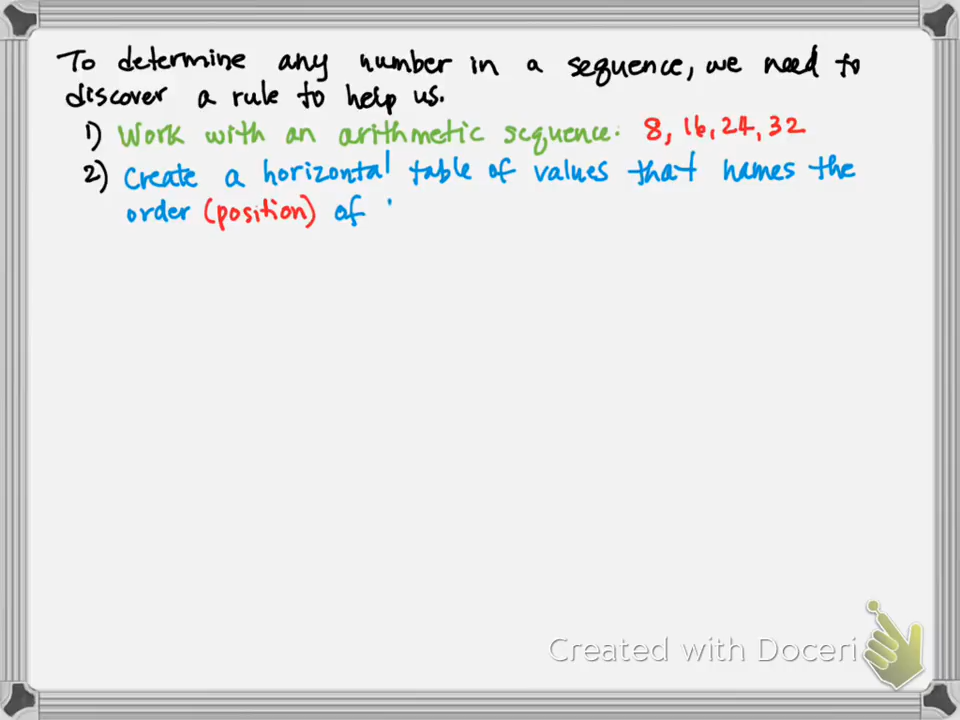 To determine any number in a sequence, we need to
discover a rule to help us.
1) Work with an arithmetic sequence: 8, 16, 24, 32
2) Create a horizontal table of values that names the
order (position) of
Created with Doceri